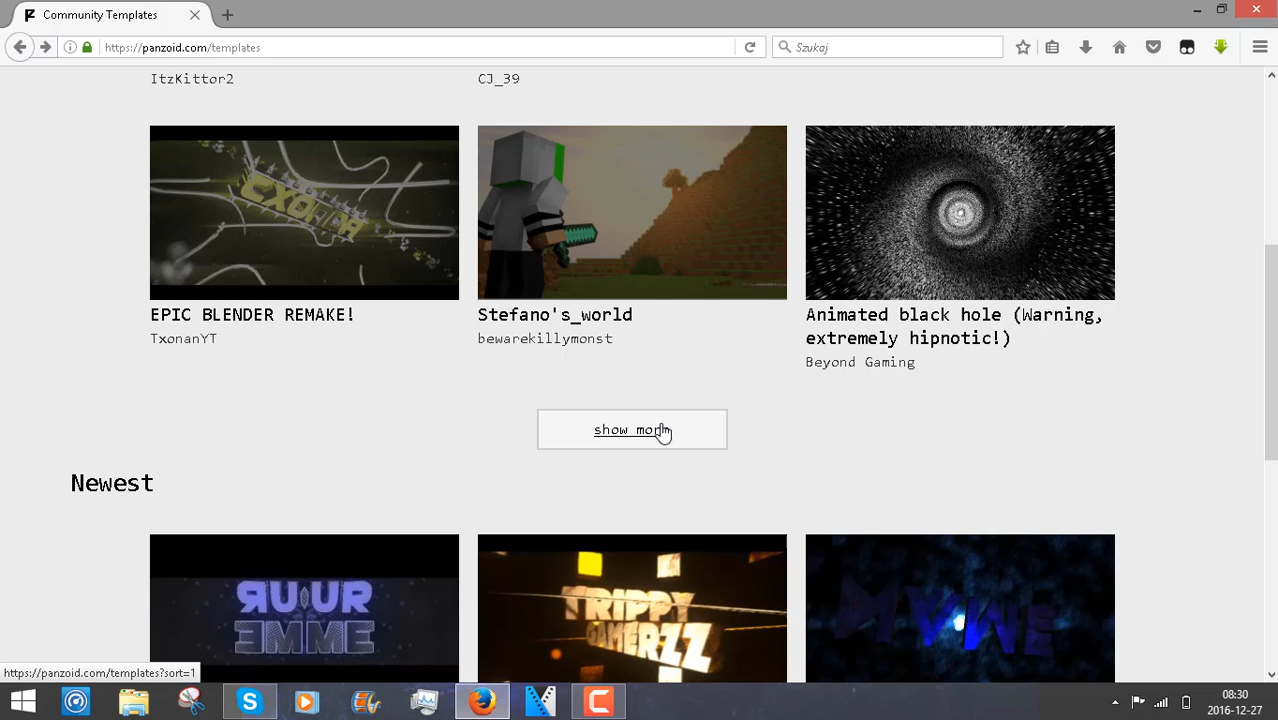 Community Templates
https://panzoid.com/templates
Szukaj
ItzKittor2
CJ_39
EPIC BLENDER REMAKE!
TxonanYT
Stefano's_world
bewarekillymonst
Animated black hole (Warning,
extremely hipnotic!)
Beyond Gaming
show more
Newest
TRIPPY
GAMERZZ
https://panzoid.com/templates?sort=1
08:30
2016-12-27